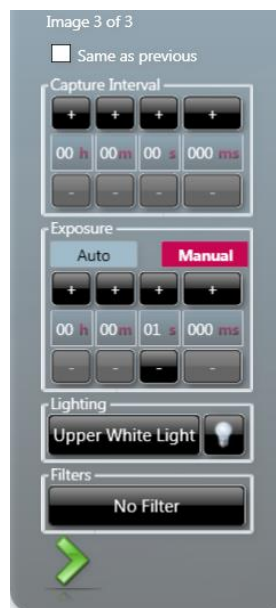 Image 3 of 3
Same as previous
Capture Interval
+ + + +
00 h 00 m 00 s 000 ms
- - - -
Exposure
Auto Manual
+ + + +
00 h 00 m 01 s 000 ms
- - - -
Lighting
Upper White Light
Filters
No Filter